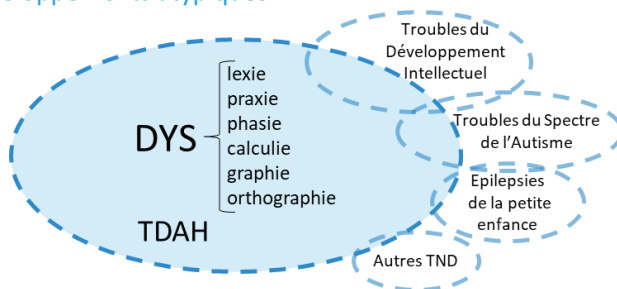 DYS
lexie
praxie
phasie
calculie
graphie
orthographie
TDAH
Troubles du
Développement
Intellectuel
Troubles du Spectre
de l’Autisme
Epilepsies
de la petite
enfance
Autres TND